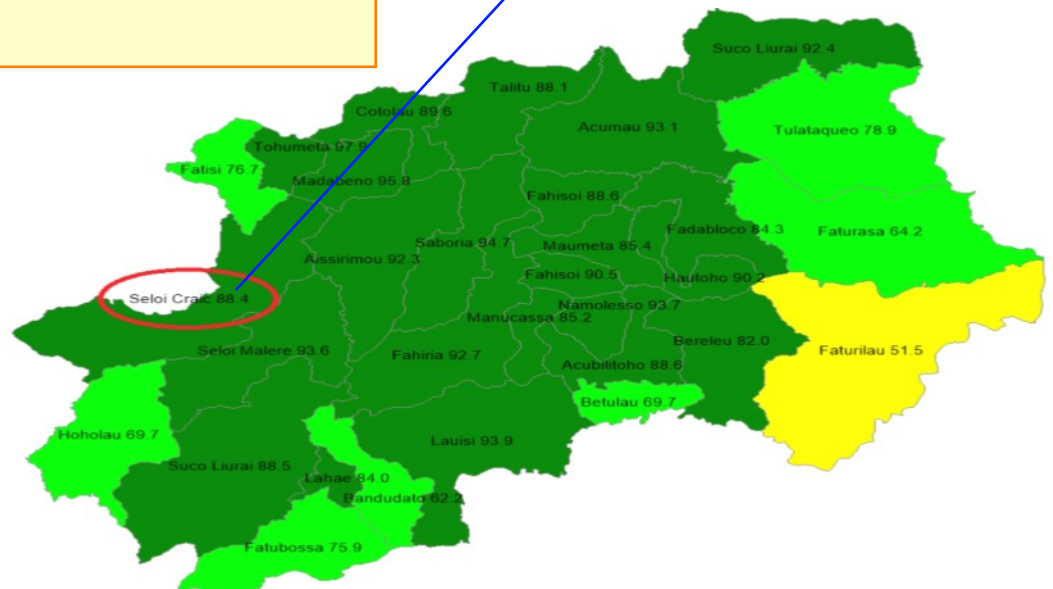 Suco Liurai 92.4
Talitu 88.1
Cotolau 89.6
Acumau 93.1
Tulataqueo 78.9
Tohumeta 97.9
Fatisi 76.7
Madabeno 95.8
Fahisoi 88.6
Fadabloco 84.3
Faturasa 64.2
Saboria 94.7
Maumeta 85.4
Aissirimou 92.3
Fahisoi 90.5
Hautoho 90.2
Seloi Craic 88.4
Namolesso 93.7
Manucassa 85.2
Bereleu 82.0
Seloi Malere 93.6
Fahiria 92.7
Faturilau 51.5
Acubilitoho 88.6
Betulau 69.7
Hoholau 69.7
Lauisi 93.9
Suco Liurai 88.5
Lahae 84.0
Bandudato 62.2
Fatubossa 75.9